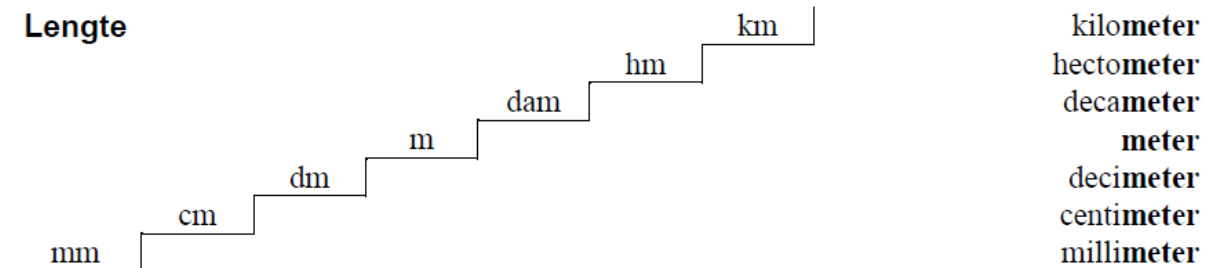 Lengte km kilometer
hm hectometer
dam decameter
m meter
dm decimeter
cm centimeter
mm millimeter